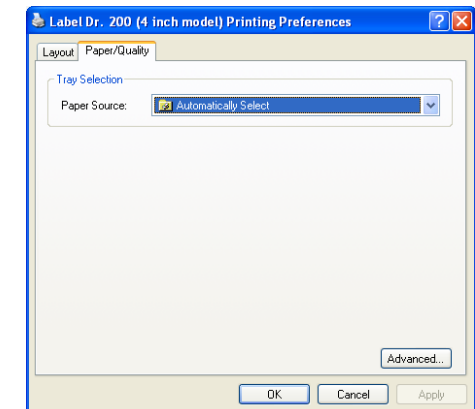 Label Dr. 200 (4 inch model) Printing Preferences
Layout Paper/Quality
Tray Selection
Paper Source: Automatically Select
Advanced...
OK Cancel Apply